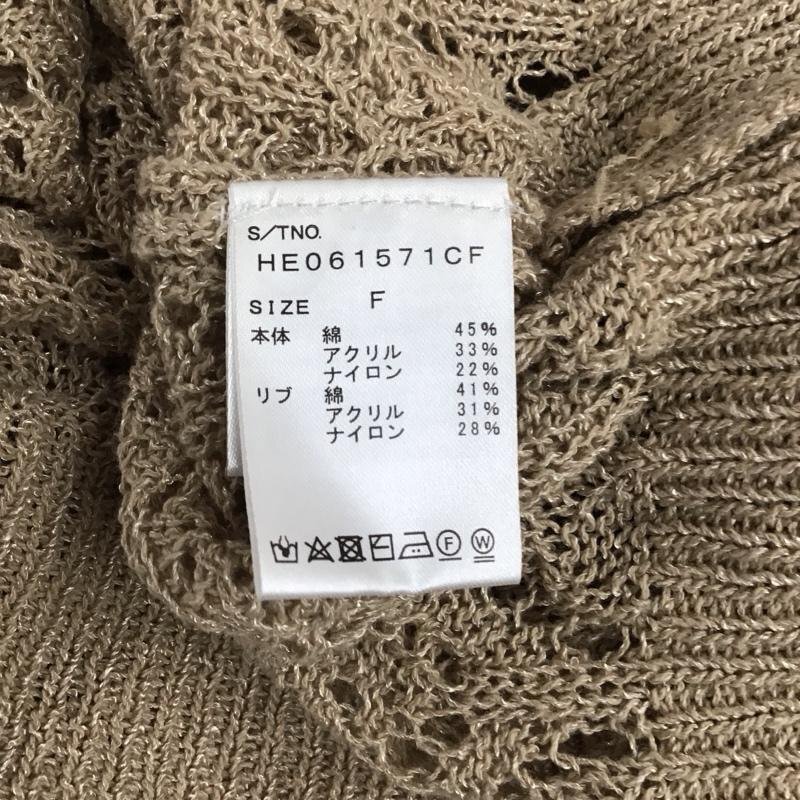 S/TNO.
HE061571CF
SIZE F
本体 綿 45%
アクリル 33%
ナイロン 22%
リブ 綿 41%
アクリル 31%
ナイロン 28%
F W